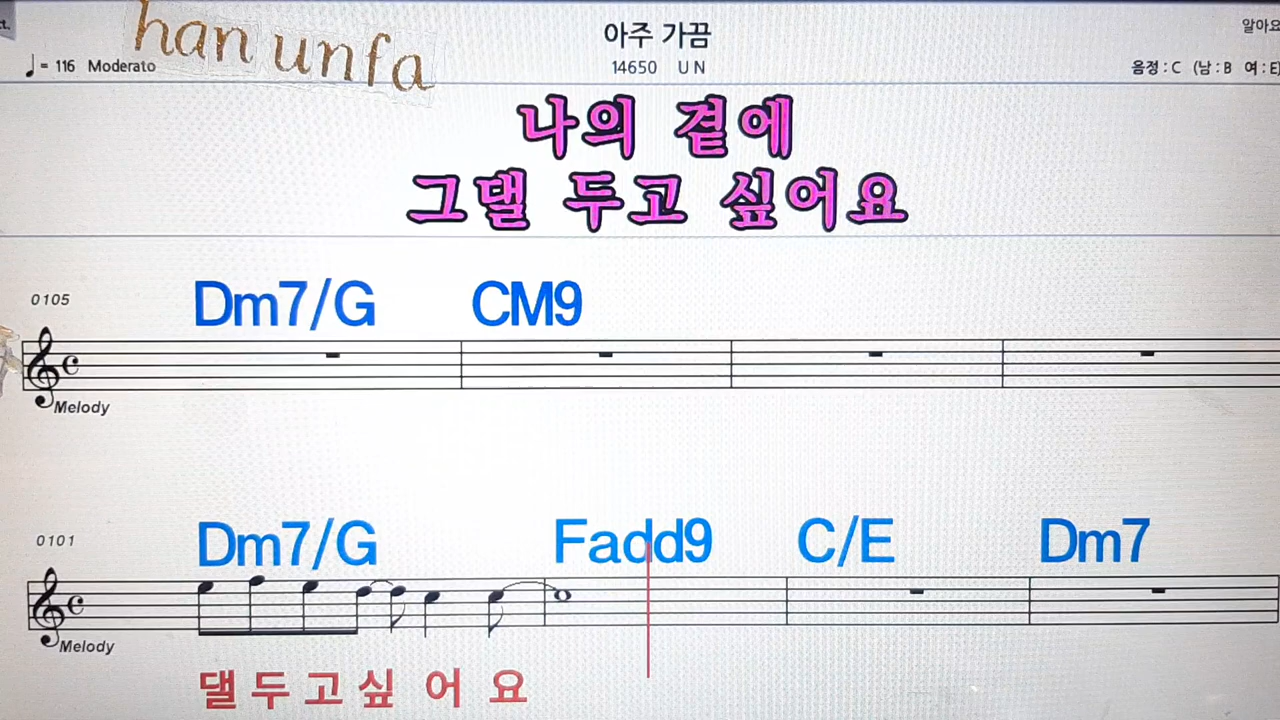 ct.
han unfa
아주 가끔
알아요
♩= 116 Moderato
14650 U N
음정 : C (남 : B 여 : E)
나의 곁에
그댈 두고 싶어요
0105
Dm7/G CM9
Melody
0101
Dm7/G Fadd9 C/E Dm7
Melody
댈 두 고 싶 어 요